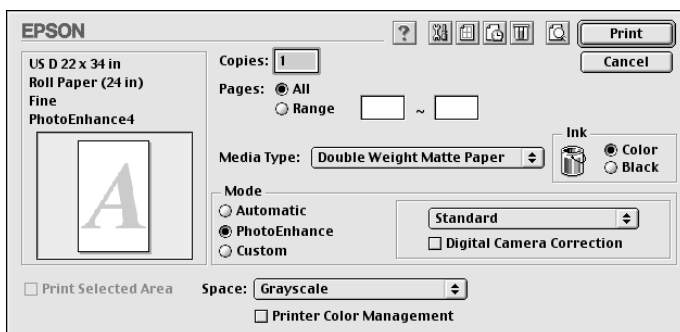 EPSON
? Print
US D 22 x 34 in
Roll Paper (24 in)
Fine
PhotoEnhance4
A
Copies: 1
Cancel
Pages: All
Range ~
Media Type: Double Weight Matte Paper
Ink
Color
Black
Mode
Automatic
PhotoEnhance
Custom
Standard
Digital Camera Correction
Print Selected Area
Space: Grayscale
Printer Color Management